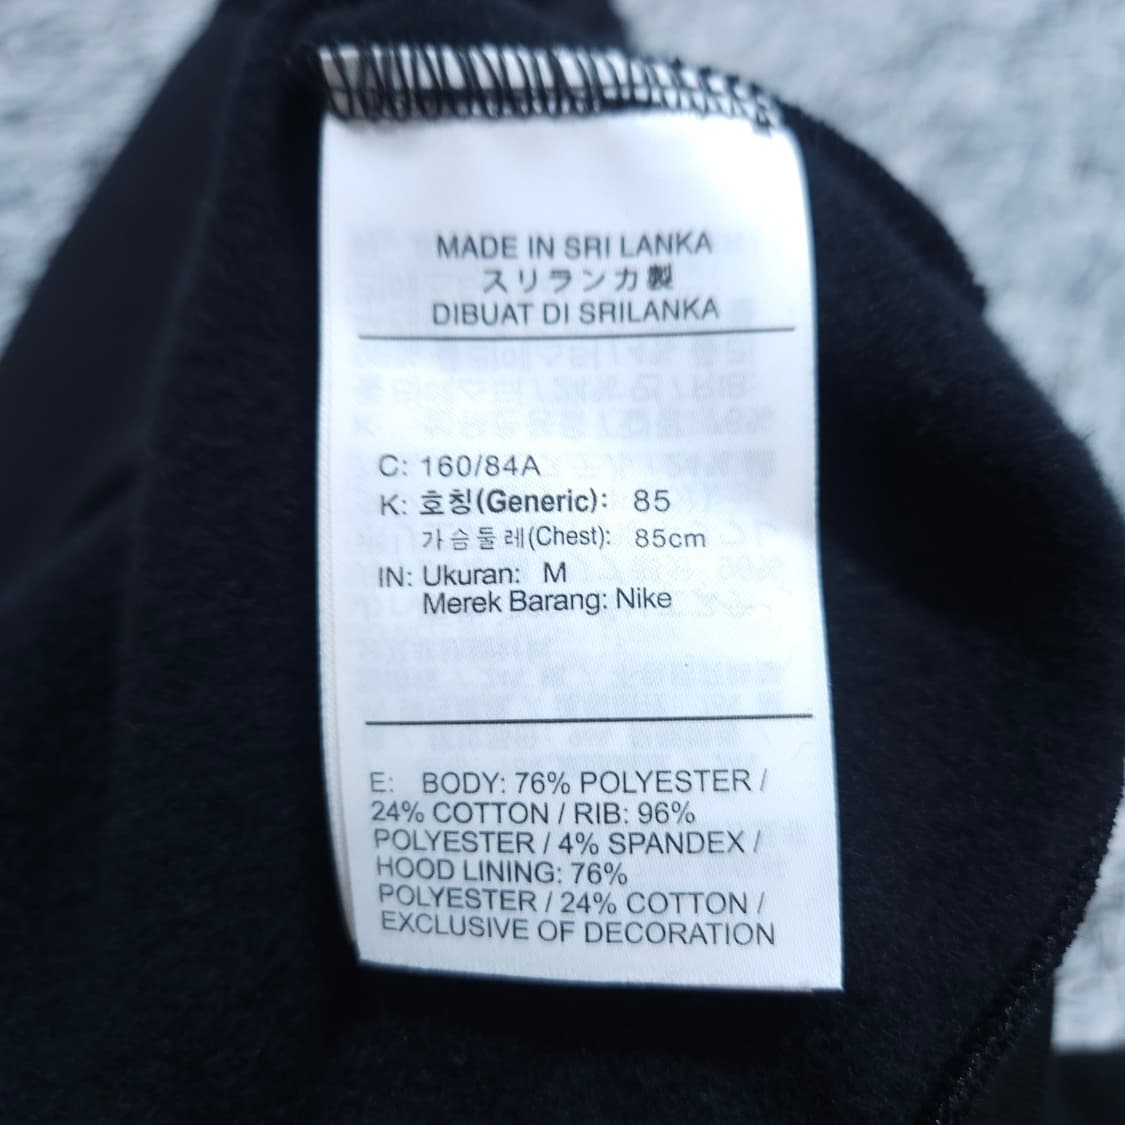 MADE IN SRI LANKA
スリランカ製
DIBUAT DI SRILANKA
C: 160/84A
K: 호칭(Generic): 85
가슴둘레(Chest): 85cm
IN: Ukuran: M
Merek Barang: Nike
E: BODY: 76% POLYESTER /
24% COTTON / RIB: 96%
POLYESTER / 4% SPANDEX /
HOOD LINING: 76%
POLYESTER / 24% COTTON /
EXCLUSIVE OF DECORATION